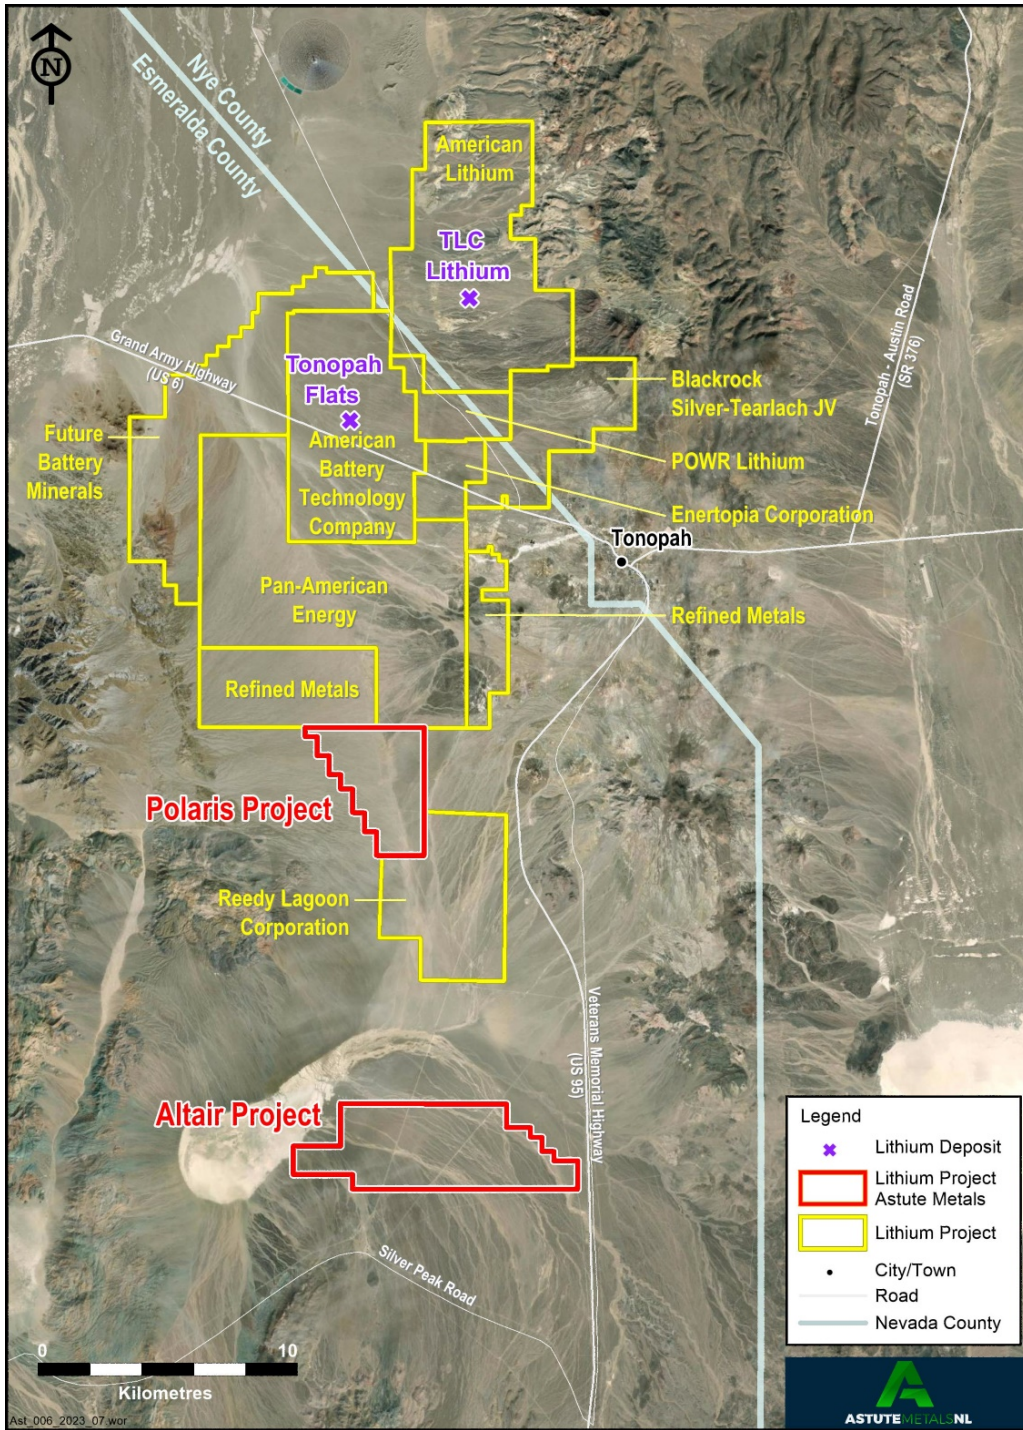 N
Nye County
Esmeralda County
American
Lithium
TLC
Lithium
Grand Army Highway
(US 6)
Tonopah
Flats
American
Battery
Technology
Company
Future
Battery
Minerals
Blackrock
Silver-Tearlach JV
POWR Lithium
Enertopia Corporation
Tonopah - Austin Road
(SR 376)
Tonopah
Pan-American
Energy
Refined Metals
Refined Metals
Polaris Project
Reedy Lagoon
Corporation
Veterans Memorial Highway
(US 95)
Altair Project
Silver Peak Road
0 10
Kilometres
Ast_006_2023_07.wor
Legend
Lithium Deposit
Lithium Project
Astute Metals
Lithium Project
City/Town
Road
Nevada County
ASTUTEMETALSNL